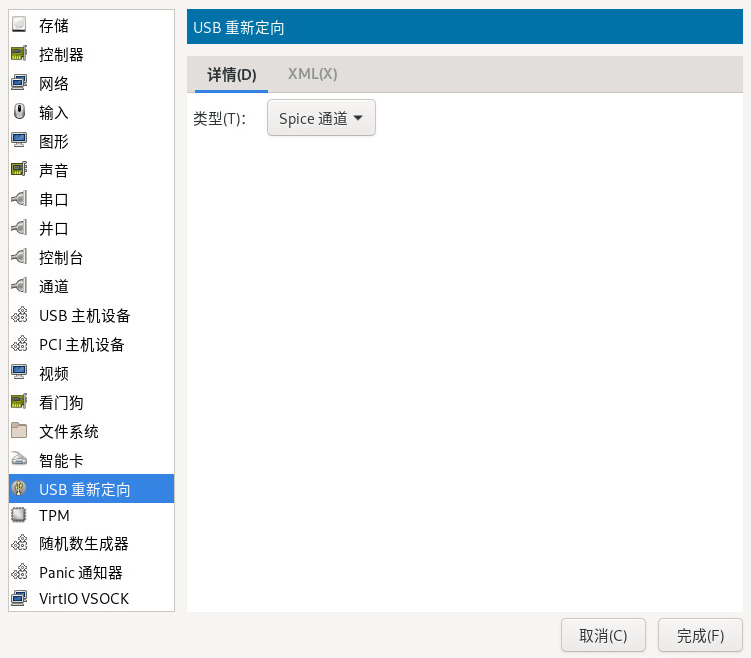 存储
控制器
网络
输入
图形
声音
串口
并口
控制台
通道
USB 主机设备
PCI 主机设备
视频
看门狗
文件系统
智能卡
USB 重新定向
TPM
随机数生成器
Panic 通知器
VirtIO VSOCK
USB 重新定向
详情(D) XML(X)
类型(T): Spice 通道
取消(C) 完成(F)